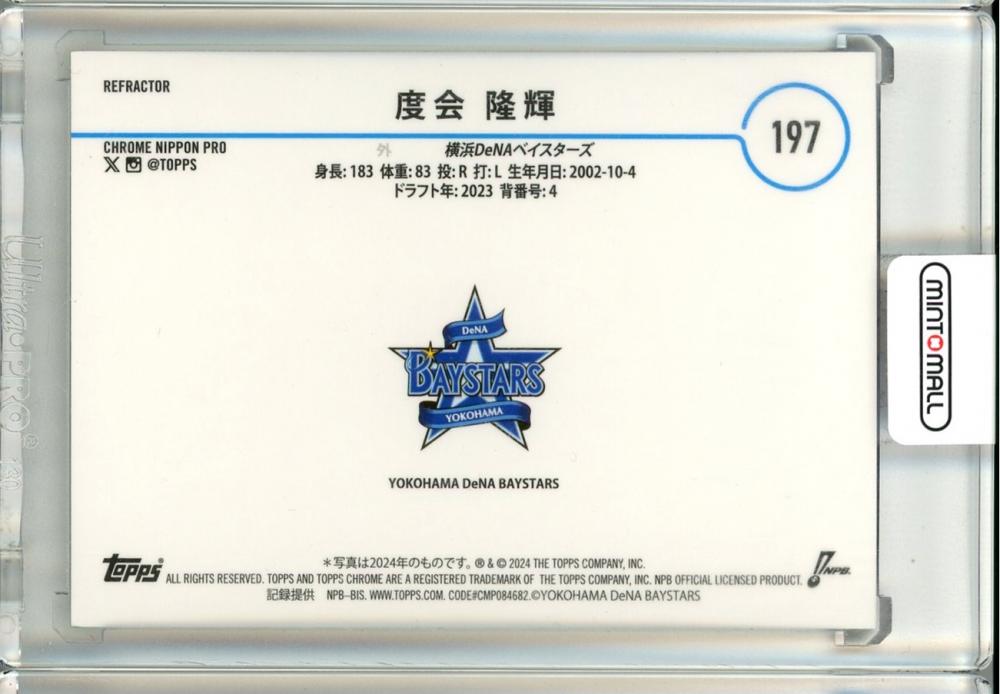 REFRACTOR
度会 隆輝
197
CHROME NIPPON PRO
@TOPPS
外 横浜DeNAベイスターズ
身長: 183 体重: 83 投: R 打: L 生年月日: 2002-10-4
ドラフト年: 2023 背番号: 4
MINT MALL
Ultra·PRO®
130
DeNA
BAYSTARS
YOKOHAMA
YOKOHAMA DeNA BAYSTARS
Topps®
*写真は2024年のものです。 ® & © 2024 THE TOPPS COMPANY, INC.
ALL RIGHTS RESERVED. TOPPS AND TOPPS CHROME ARE A REGISTERED TRADEMARK OF THE TOPPS COMPANY, INC. NPB OFFICIAL LICENSED PRODUCT.
記録提供 NPB-BIS. WWW.TOPPS.COM. CODE#CMP084682.©YOKOHAMA DeNA BAYSTARS
NPB.